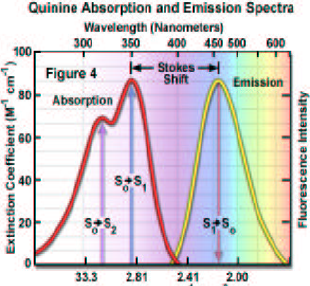 Quinine Absorption and Emission Spectra
Wavelength (Nanometers)
300 350 400 450 500 600
100
80
60
40
20
0
Extinction Coefficient (M⁻¹ cm⁻¹)
Figure 4
Stokes
Shift
Absorption
Emission
S₀→S₁
S₀→S₂
S₁→S₀
Fluorescence Intensity
33.3 2.81 2.41 2.00